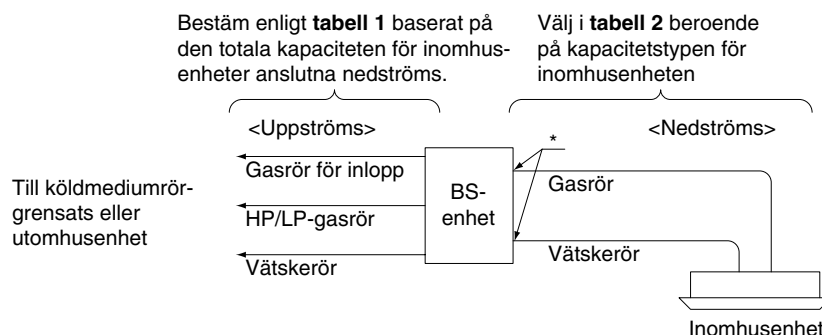 Bestäm enligt tabell 1 baserat på
den totala kapaciteten för inomhus-
enheter anslutna nedströms.
Välj i tabell 2 beroende
på kapacitetstypen för
inomhusenheten
<Uppströms>
*
<Nedströms>
Till köldmediumrör-
grensats eller
utomhusenhet
Gasrör för inlopp
HP/LP-gasrör
Vätskerör
BS-
enhet
Gasrör
Vätskerör
Inomhusenhet